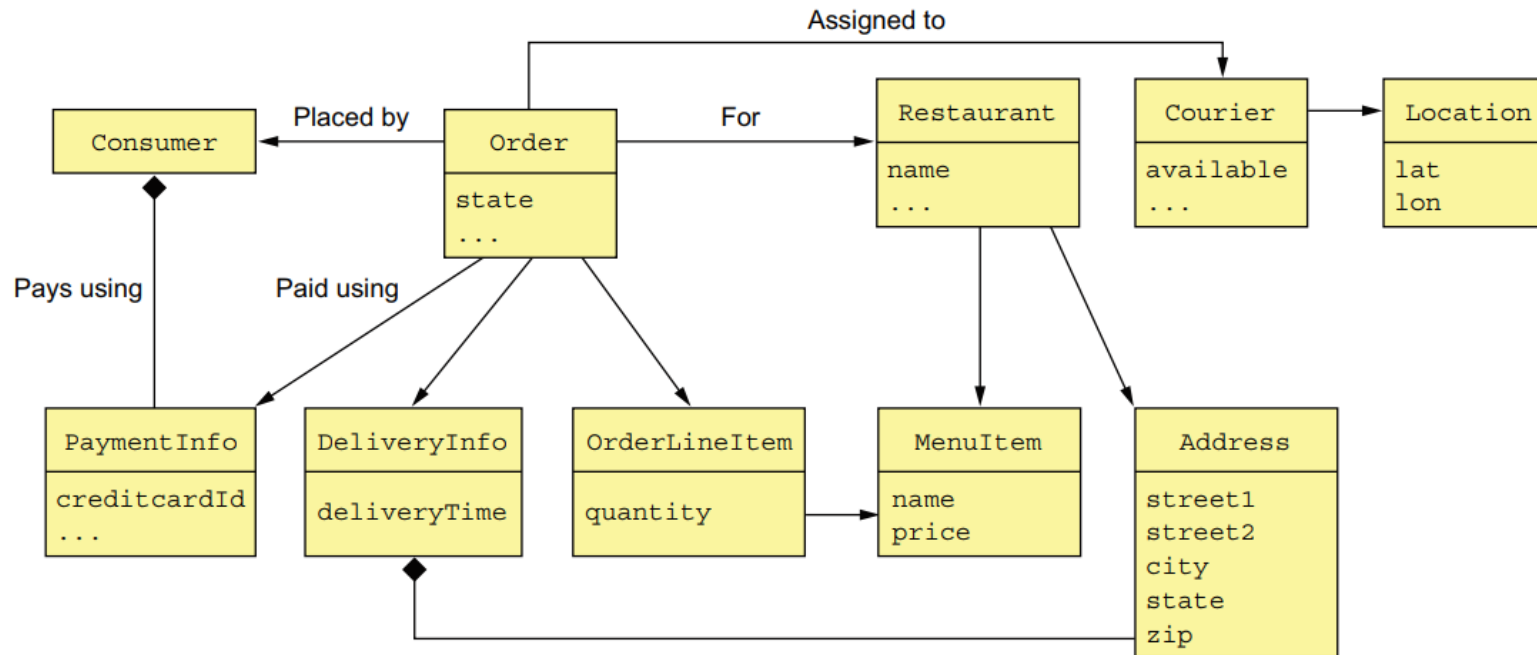 Assigned to
Consumer
Placed by
Order
state
...
For
Restaurant
name
...
Courier
available
...
Location
lat
lon
Pays using
Paid using
PaymentInfo
creditcardId
...
DeliveryInfo
deliveryTime
OrderLineItem
quantity
MenuItem
name
price
Address
street1
street2
city
state
zip